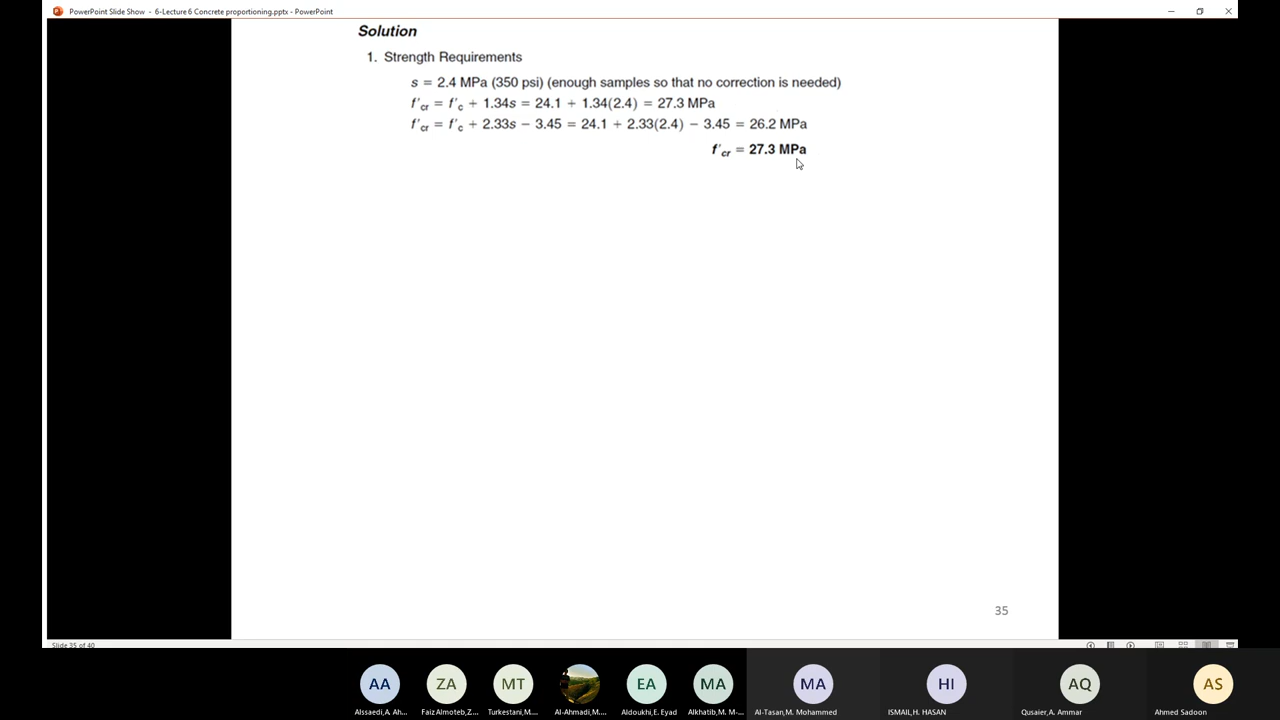 PowerPoint Slide Show - 6-Lecture 6 Concrete proportioning.pptx - PowerPoint
Solution
1. Strength Requirements
s = 2.4 MPa (350 psi) (enough samples so that no correction is needed)
f'cr = f'c + 1.34s = 24.1 + 1.34(2.4) = 27.3 MPa
f'cr = f'c + 2.33s − 3.45 = 24.1 + 2.33(2.4) − 3.45 = 26.2 MPa
f'cr = 27.3 MPa
35
Slide 35 of 40
AA ZA MT EA MA MA HI AQ AS
Alssaedi,A. Ah... FaizAlmoteb,Z... Turkestani,M.... Al-Ahmadi,M.... Aldoukhi,E. Eyad Alkhatib,M. M-... Al-Tasan,M. Mohammed ISMAIL,H. HASAN Qusaier,A. Ammar Ahmed Sadoon